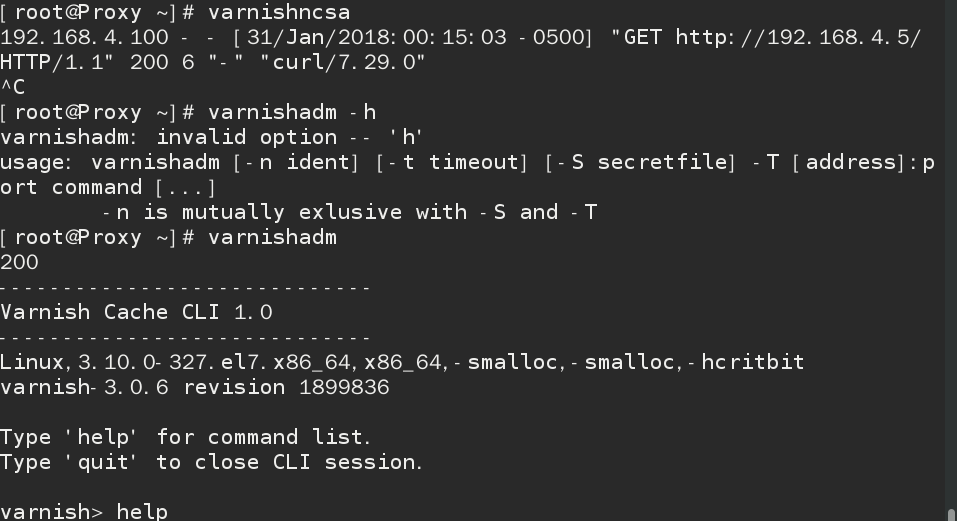 [root@Proxy ~]# varnishncsa
192.168.4.100 - - [31/Jan/2018:00:15:03 -0500] "GET http://192.168.4.5/
HTTP/1.1" 200 6 "-" "curl/7.29.0"
^C
[root@Proxy ~]# varnishadm -h
varnishadm: invalid option -- 'h'
usage: varnishadm [-n ident] [-t timeout] [-S secretfile] -T [address]:p
ort command [...]
        -n is mutually exlusive with -S and -T
[root@Proxy ~]# varnishadm
200
-----------------------------
Varnish Cache CLI 1.0
-----------------------------
Linux,3.10.0-327.el7.x86_64,x86_64,-smalloc,-smalloc,-hcritbit
varnish-3.0.6 revision 1899836

Type 'help' for command list.
Type 'quit' to close CLI session.

varnish> help